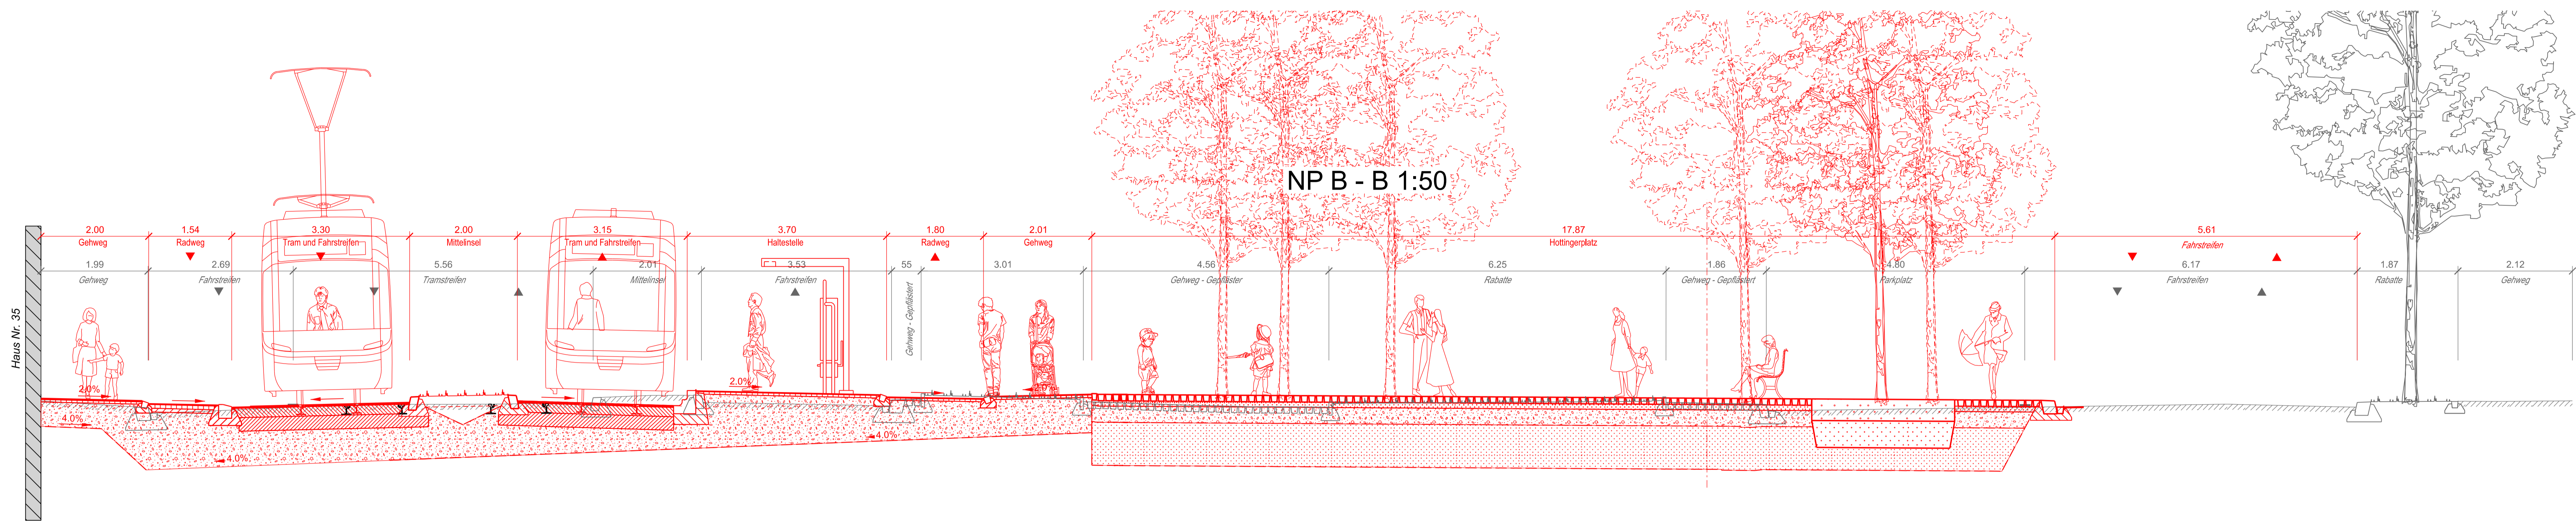 NP B - B 1:50
2.00 1.54 3.30 2.00 3.15 3.70 1.80 2.01 17.87 5.61
Gehweg Radweg Tram und Fahrstreifen Mittelinsel Tram und Fahrstreifen Haltestelle Radweg Gehweg Hottingerplatz Fahrstreifen
1.99 2.69 5.56 2.01 3.53 55 3.01 4.56 6.25 1.86 4.80 6.17 1.87 2.12
Gehweg Fahrstreifen Tramstreifen Mittelinsel Fahrstreifen Gehweg - Gepflästert Gehweg - Gepfläster Rabatte Gehweg - Gepflästert Parkplatz Fahrstreifen Rabatte Gehweg
Haus Nr. 35
2.0% 2.0% 2.0%
4.0% 4.0% 4.0%